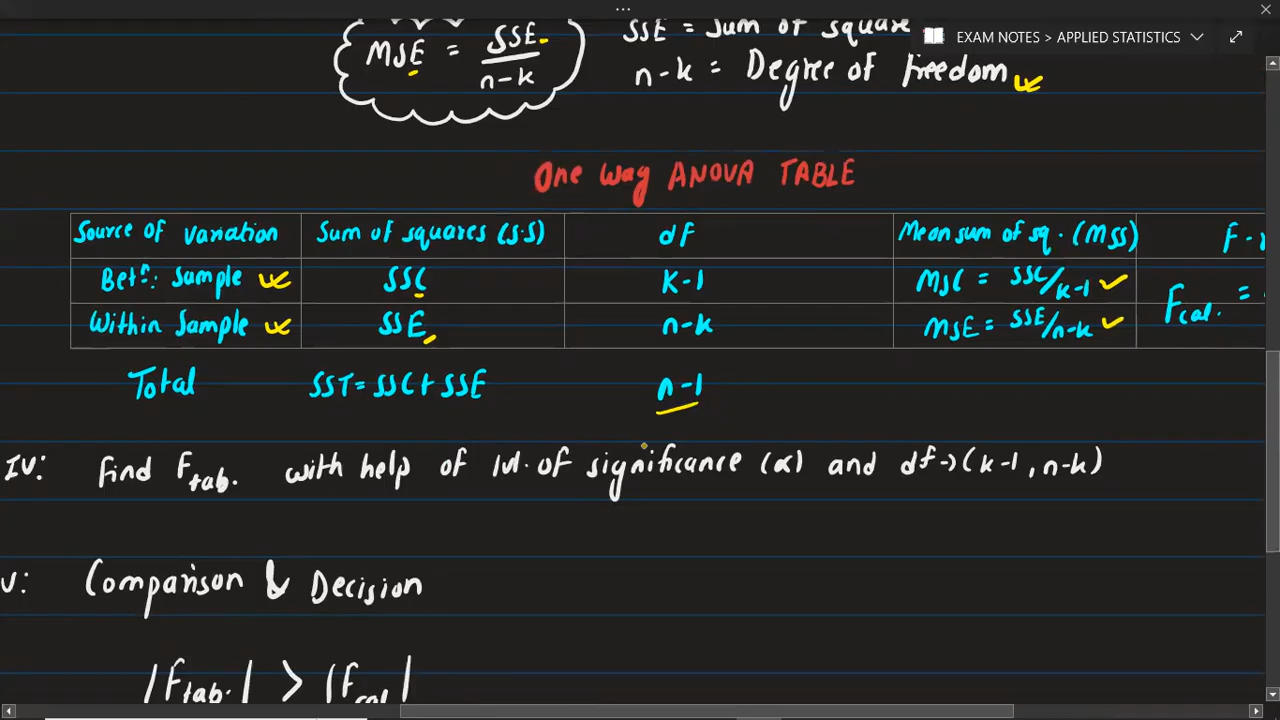 ...
×
MSE = SSE / n-k
SSE = Sum of square
EXAM NOTES > APPLIED STATISTICS
n-k = Degree of freedom
One way ANOVA TABLE
Source of variation Sum of squares (S.S) dF Mean sum of sq. (MSS)
Betn: Sample SSC K-1 MSC = SSC/k-1
Within Sample SSE n-k MSE = SSE/n-k
Fcal. =
Total SST = SSC + SSE n-1
IV: Find Ftab. with help of lvl. of significance (α) and df→(k-1, n-k)
V: Comparison & Decision
|Ftab.| > |Fcal|